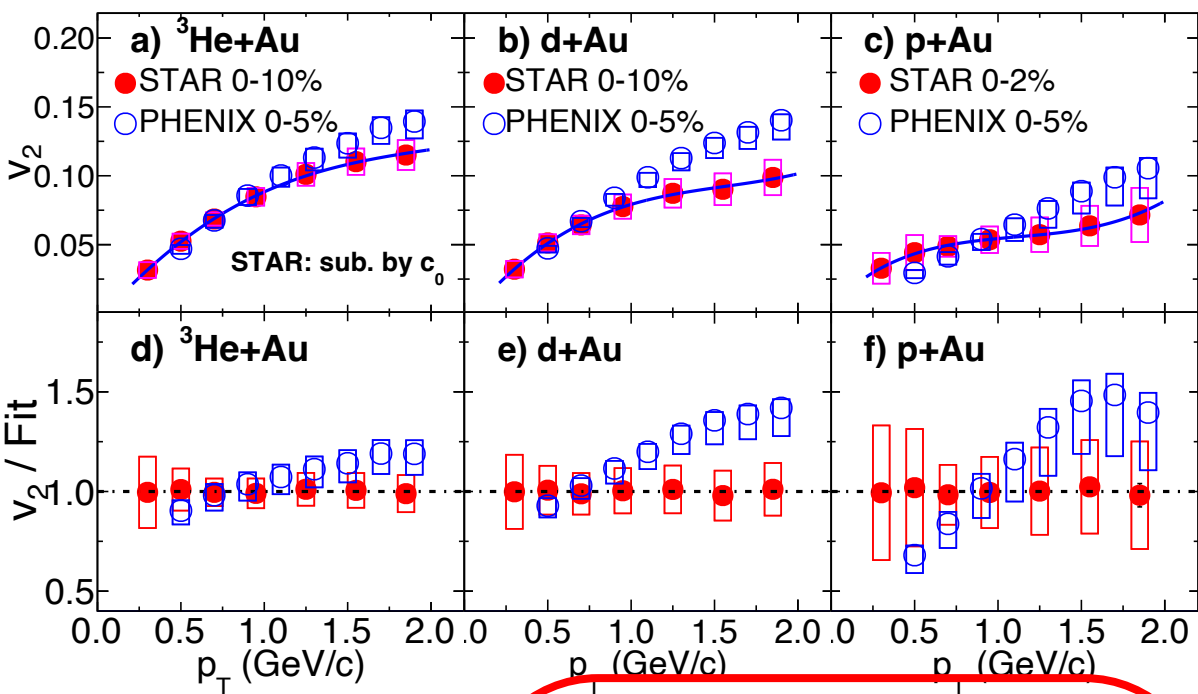 a) ³He+Au
STAR 0-10%
PHENIX 0-5%
STAR: sub. by c₀
b) d+Au
STAR 0-10%
PHENIX 0-5%
c) p+Au
STAR 0-2%
PHENIX 0-5%
v₂
0.20
0.15
0.10
0.05
d) ³He+Au
e) d+Au
f) p+Au
v₂ / Fit
1.5
1.0
0.5
0.0 0.5 1.0 1.5 2.0 .0 0.5 1.0 1.5 2.0 .0 0.5 1.0 1.5 2.0
p_T (GeV/c) p (GeV/c) p (GeV/c)